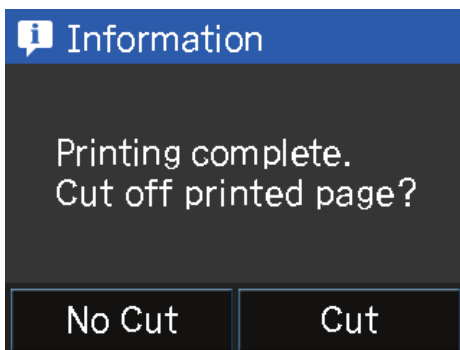 Information
Printing complete.
Cut off printed page?
No Cut
Cut